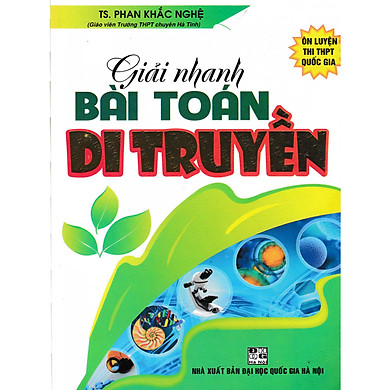 TS. PHAN KHẮC NGHỆ
(Giáo viên Trường THPT chuyên Hà Tĩnh)
ÔN LUYỆN
THI THPT
QUỐC GIA
Giải nhanh
BÀI TOÁN
DI TRUYỀN
NHÀ XUẤT BẢN ĐẠI HỌC QUỐC GIA HÀ NỘI